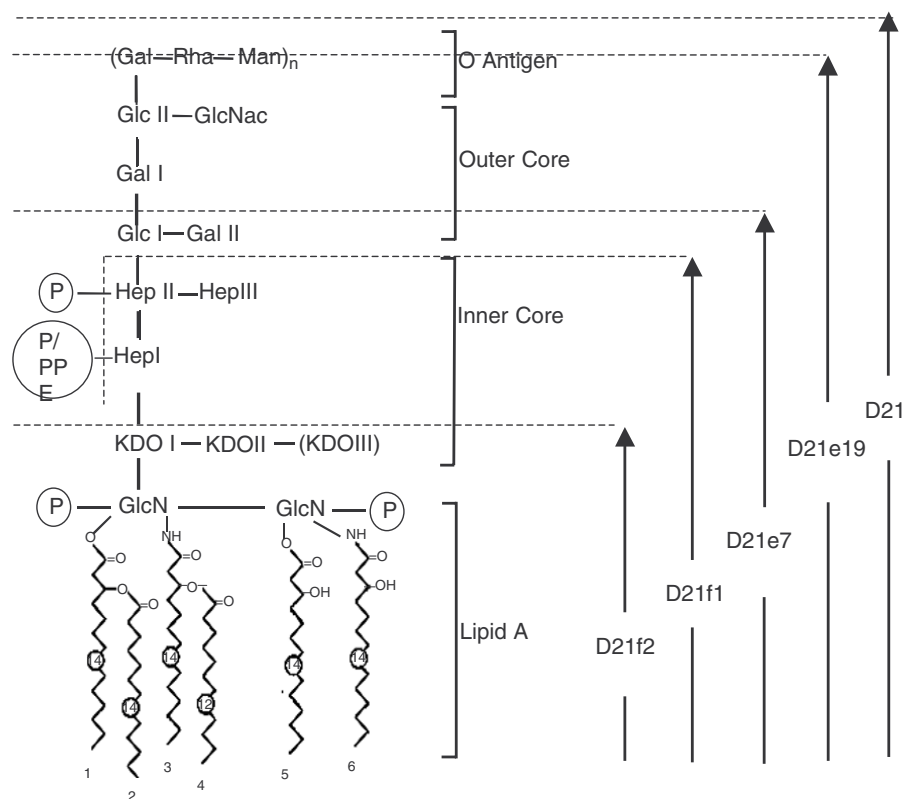 (Gal—Rha—Man)n
O Antigen
Glc II—GlcNac
Outer Core
Gal I
Glc I—Gal II
P
Hep II—HepIII
Inner Core
P/
PP
E
HepI
D21
KDO I—KDOII—(KDOIII)
D21e19
P
GlcN
GlcN
P
D21e7
O
NH
O
NH
=O
=O
=O
=O
O
=O
O
=O
OH
OH
D21f1
Lipid A
D21f2
14
14
14
14
14
12
1
2
3
4
5
6